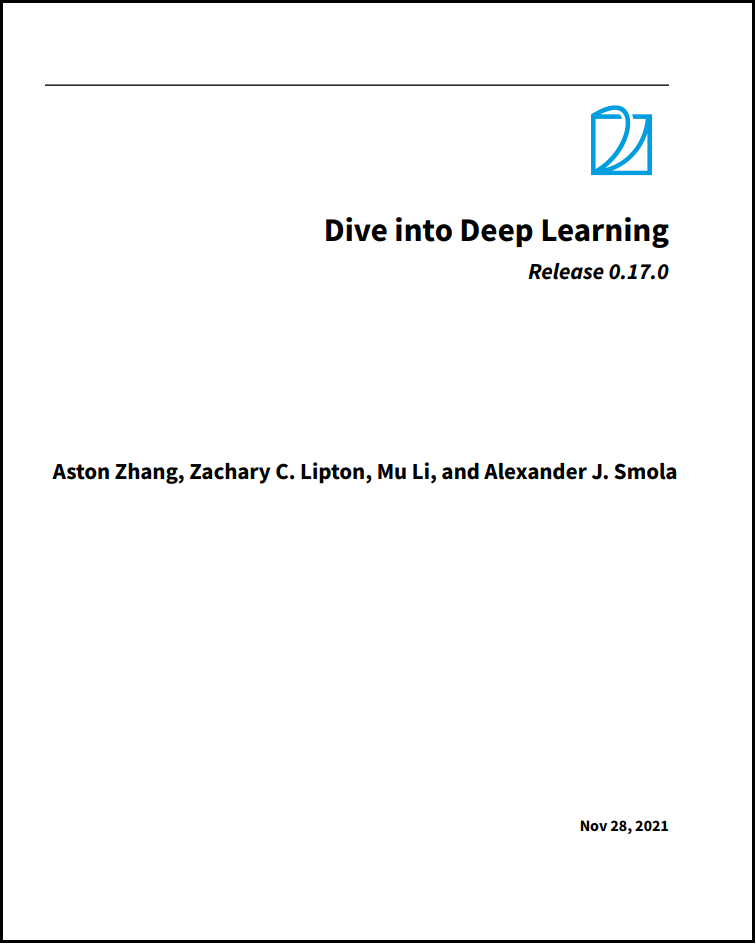 Dive into Deep Learning
Release 0.17.0
Aston Zhang, Zachary C. Lipton, Mu Li, and Alexander J. Smola
Nov 28, 2021